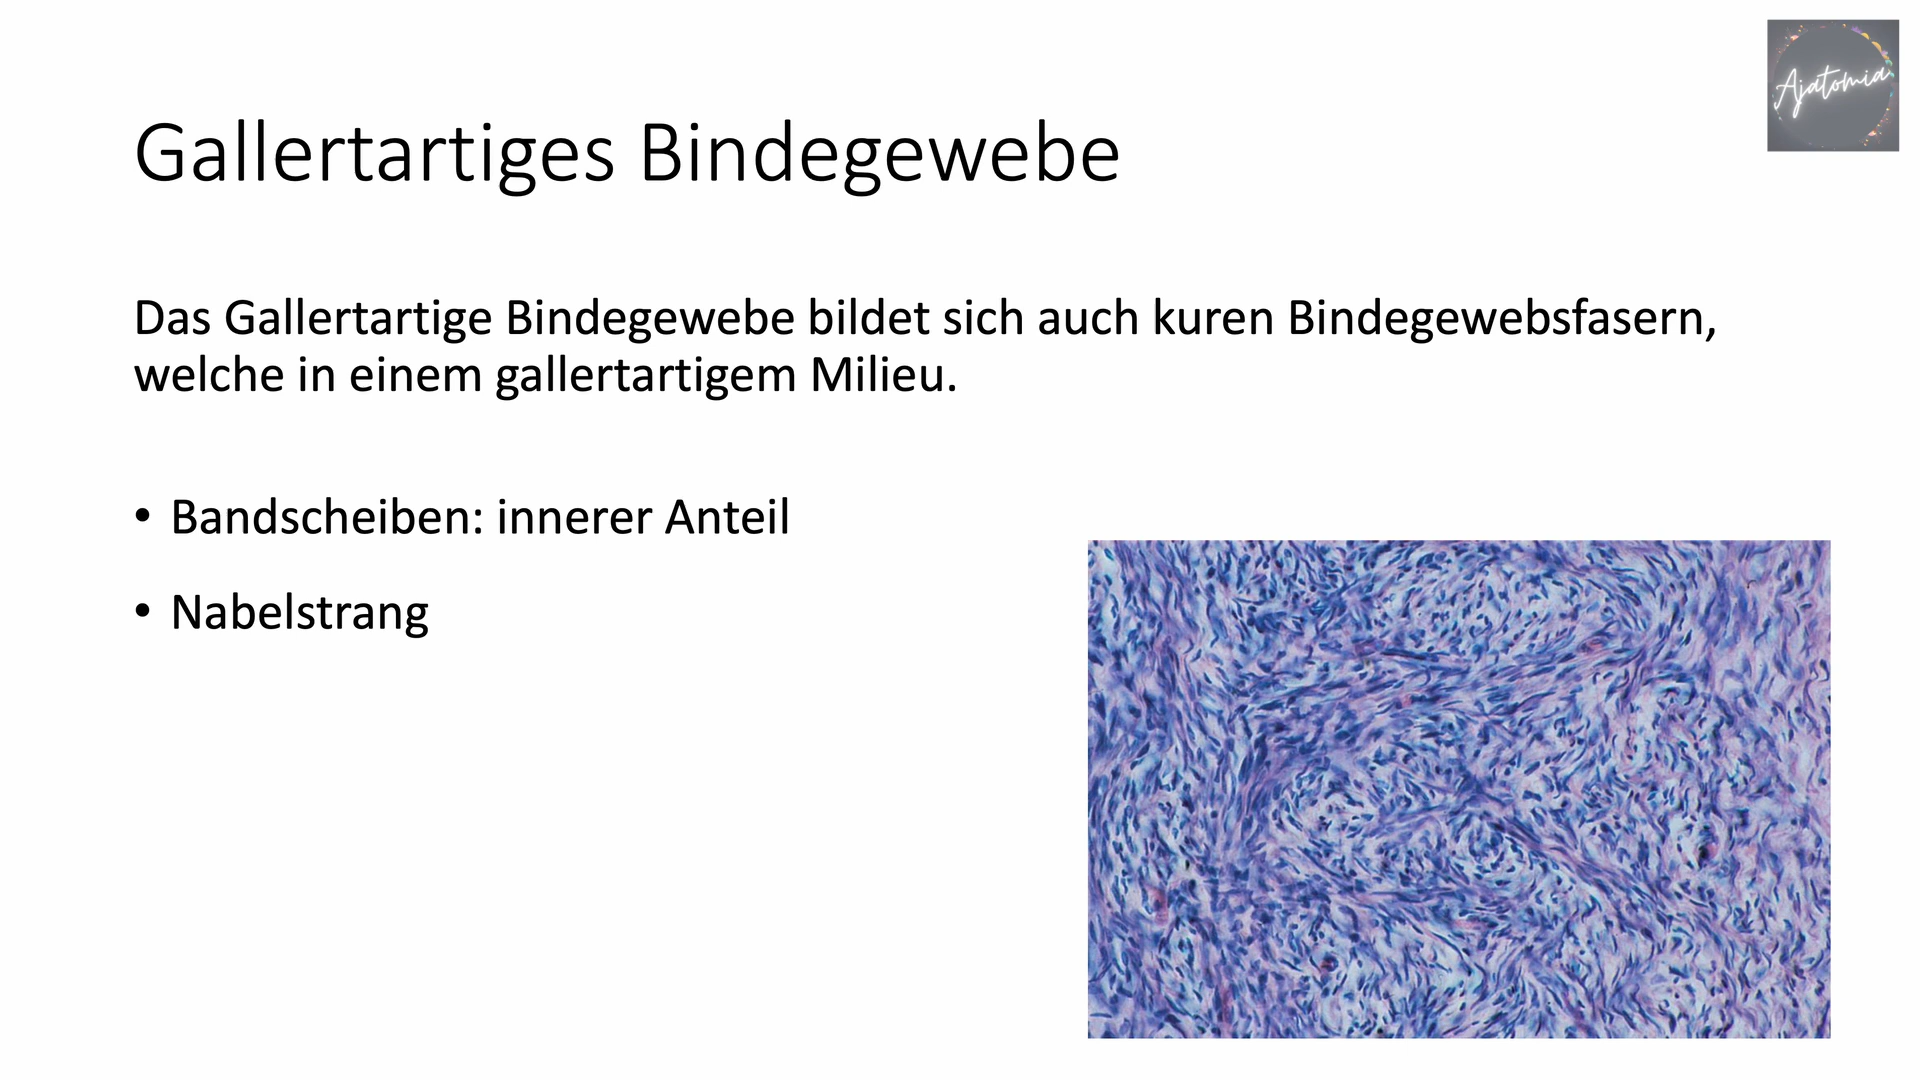 Ajatomia
Gallertartiges Bindegewebe
Das Gallertartige Bindegewebe bildet sich auch kuren Bindegewebsfasern,
welche in einem gallertartigem Milieu.
• Bandscheiben: innerer Anteil
• Nabelstrang